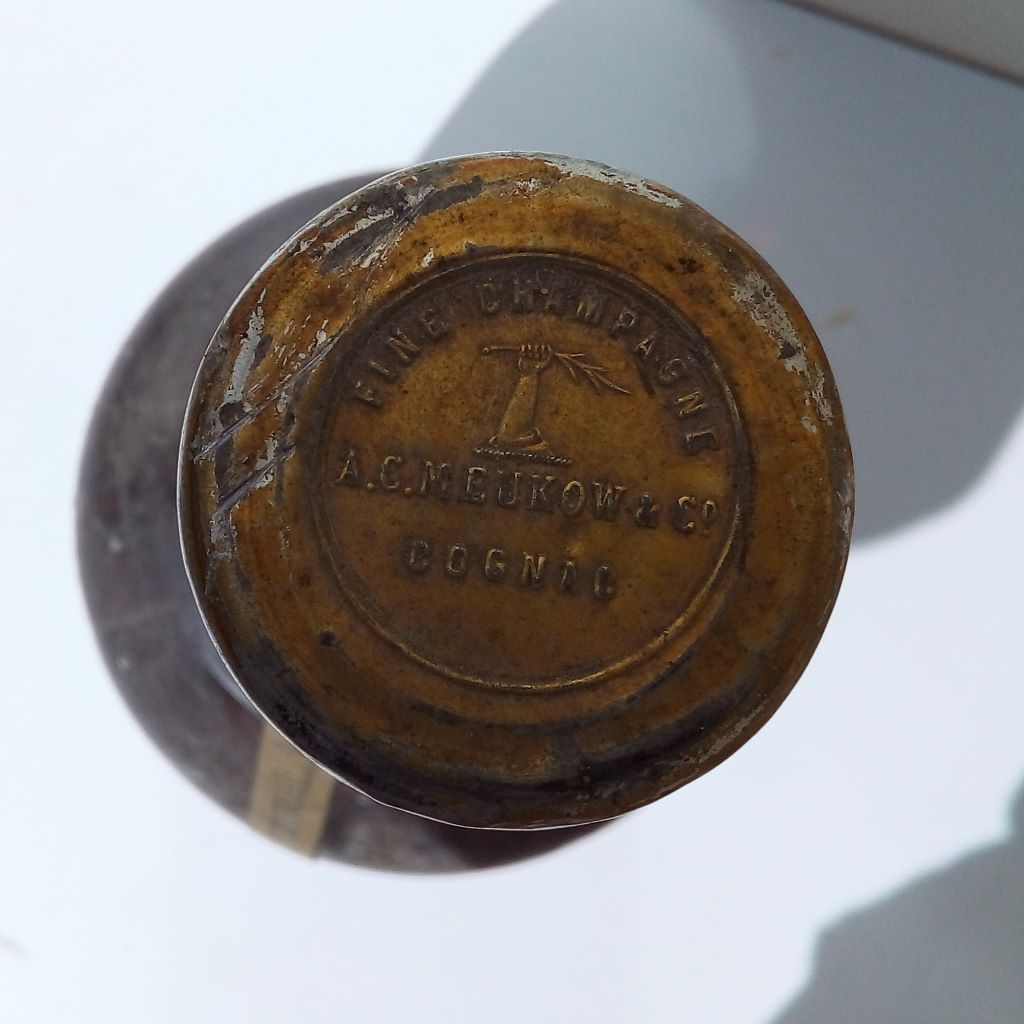 FINE CHAMPAGNE
A.C.MEUKOW & Cº
COGNAC